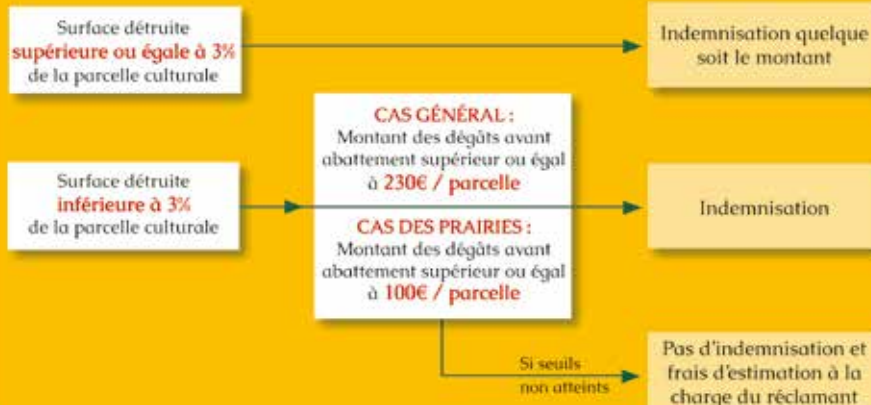 Surface détruite
supérieure ou égale à 3%
de la parcelle culturale
Indemnisation quelque
soit le montant
CAS GÉNÉRAL :
Montant des dégâts avant
abattement supérieur ou égal
à 230€ / parcelle
Surface détruite
inférieure à 3%
de la parcelle culturale
Indemnisation
CAS DES PRAIRIES :
Montant des dégâts avant
abattement supérieur ou égal
à 100€ / parcelle
Si seuils
non atteints
Pas d'indemnisation et
frais d'estimation à la
charge du réclamant